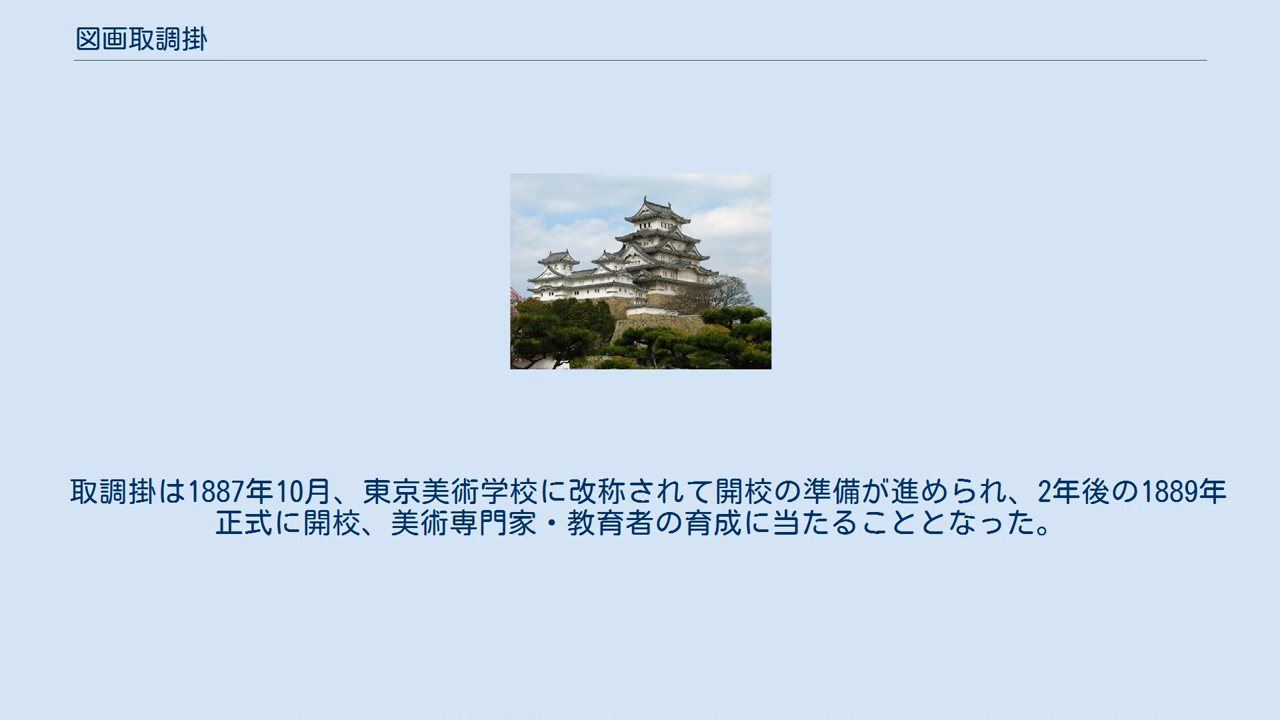 図画取調掛
取調掛は1887年10月、東京美術学校に改称されて開校の準備が進められ、2年後の1889年
正式に開校、美術専門家・教育者の育成に当たることとなった。